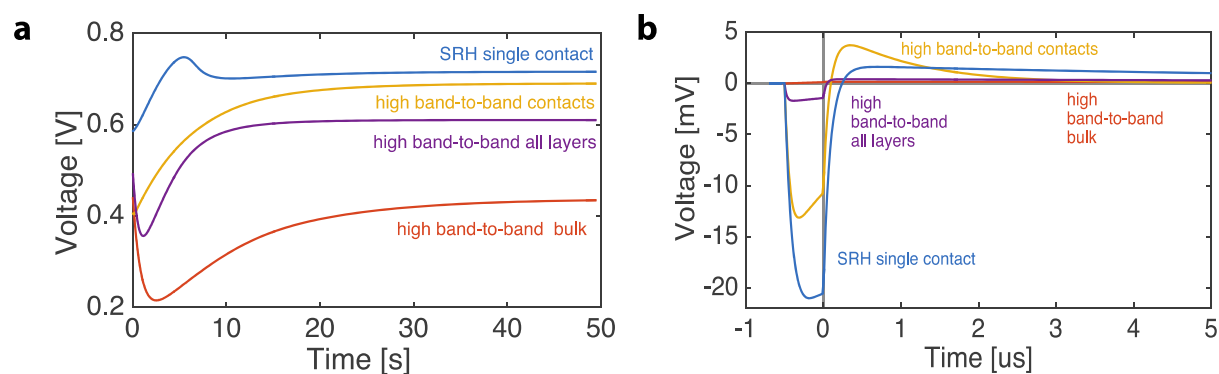 a
0.8
0.6
0.4
0.2
Voltage [V]
SRH single contact
high band-to-band contacts
high band-to-band all layers
high band-to-band bulk
0
10
20
30
40
50
Time [s]
b
5
0
-5
-10
-15
-20
Voltage [mV]
high band-to-band contacts
high
band-to-band
all layers
high
band-to-band
bulk
SRH single contact
-1
0
1
2
3
4
5
Time [us]